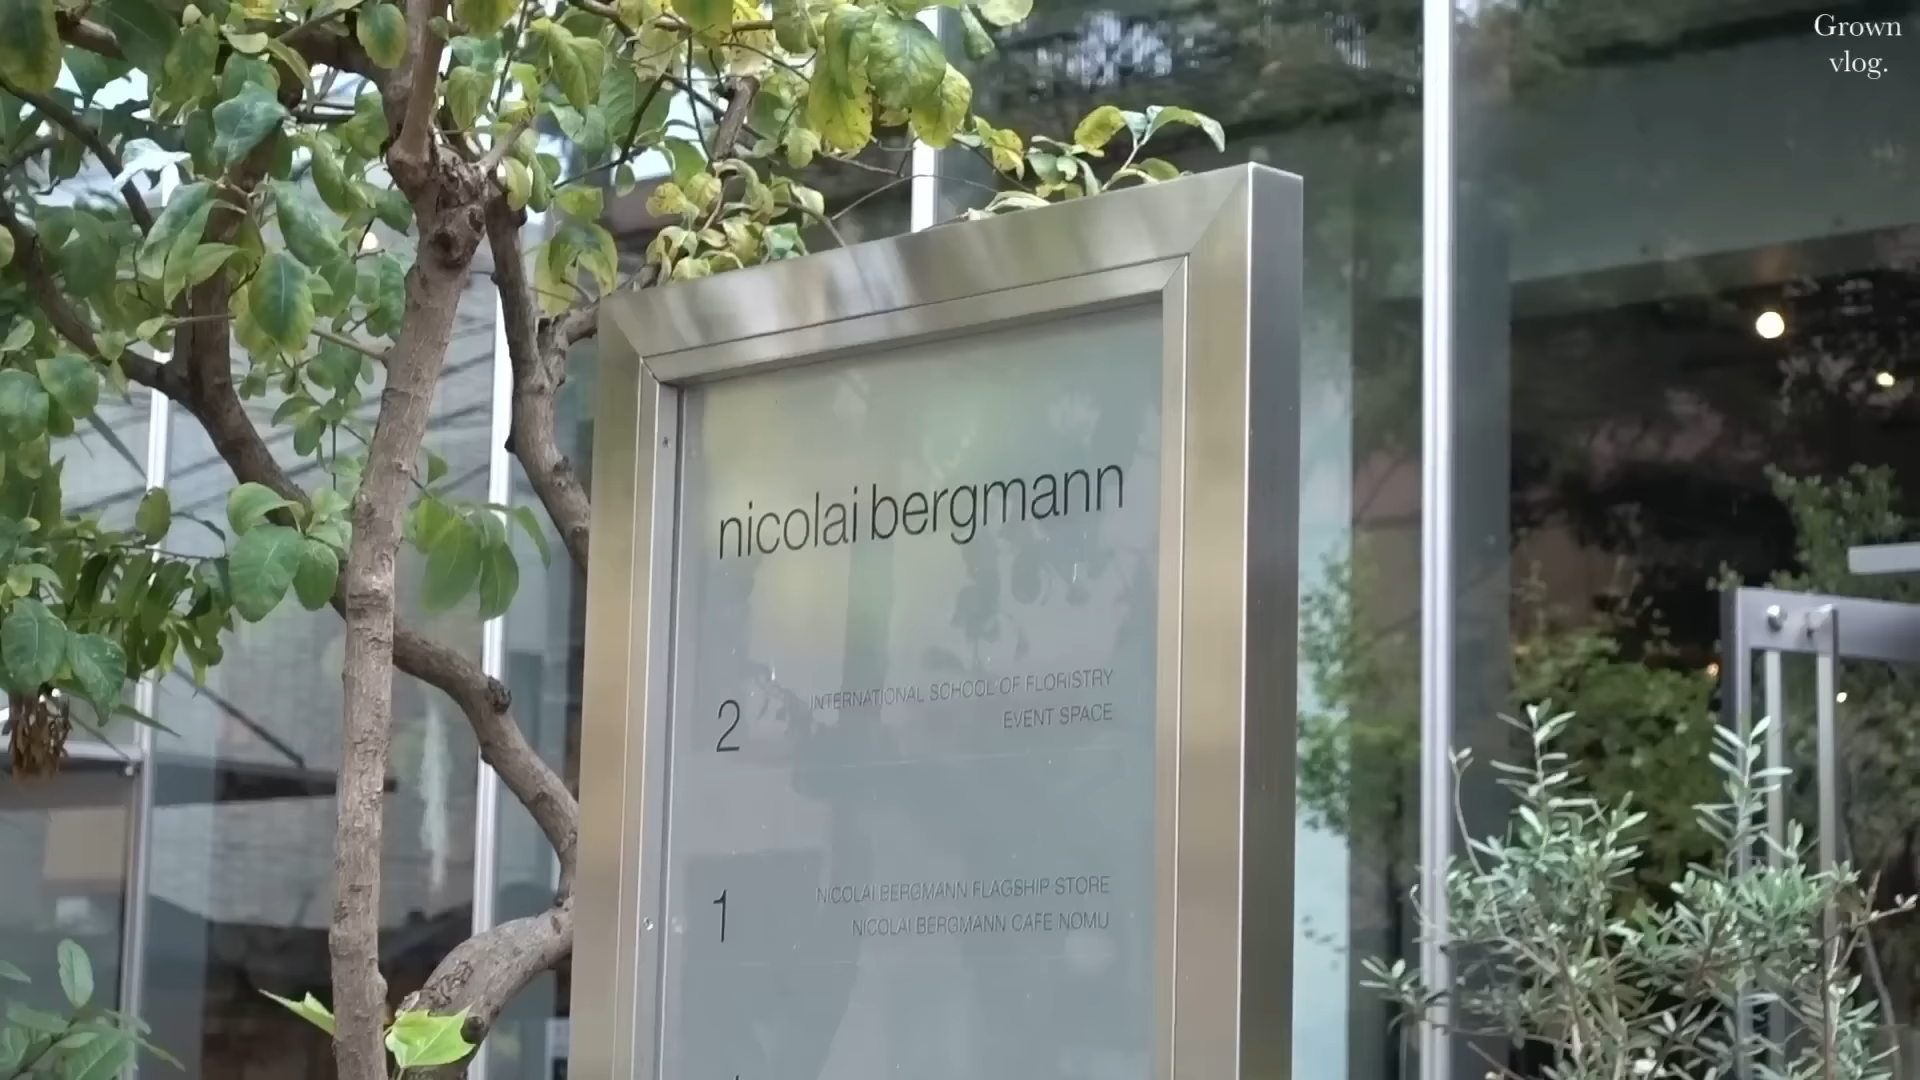 Grown
vlog.
nicolai bergmann
2
INTERNATIONAL SCHOOL OF FLORISTRY
EVENT SPACE
1
NICOLAI BERGMANN FLAGSHIP STORE
NICOLAI BERGMANN CAFE NOMU